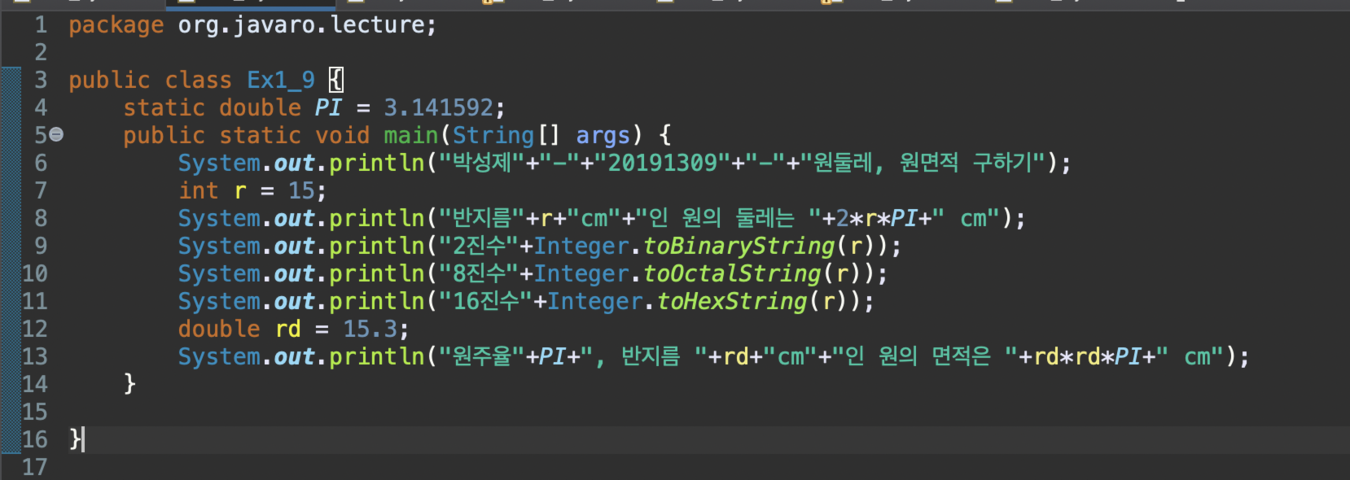 1 package org.javaro.lecture;
2
3 public class Ex1_9 {
4 static double PI = 3.141592;
5 public static void main(String[] args) {
6 System.out.println("박성제"+"-"+"20191309"+"-"+"원둘레, 원면적 구하기");
7 int r = 15;
8 System.out.println("반지름"+r+"cm"+"인 원의 둘레는 "+2*r*PI+" cm");
9 System.out.println("2진수"+Integer.toBinaryString(r));
10 System.out.println("8진수"+Integer.toOctalString(r));
11 System.out.println("16진수"+Integer.toHexString(r));
12 double rd = 15.3;
13 System.out.println("원주율"+PI+", 반지름 "+rd+"cm"+"인 원의 면적은 "+rd*rd*PI+" cm");
14 }
15
16 }
17